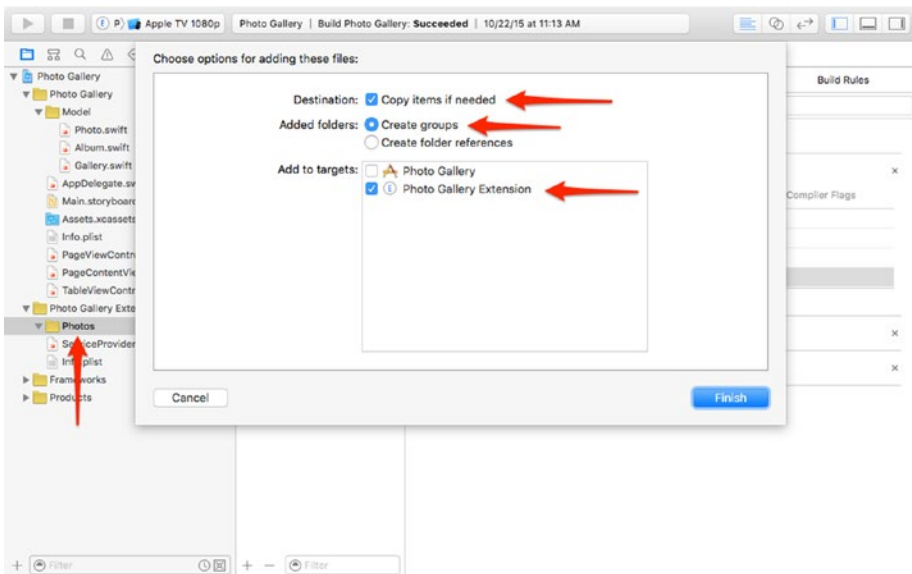 P) Apple TV 1080p
Photo Gallery | Build Photo Gallery: Succeeded | 10/22/15 at 11:13 AM
Choose options for adding these files:
Destination: Copy items if needed
Added folders: Create groups
Create folder references
Add to targets: Photo Gallery
E Photo Gallery Extension
Cancel
Finish
Photo Gallery
Photo Gallery
Model
Photo.swift
Album.swift
Gallery.swift
AppDelegate.sw
Main.storyboard
Assets.xcassets
Info.plist
PageViewContr
PageContentVie
TableViewContr
Photo Gallery Exte
Photos
ServiceProvider
Info.plist
Frameworks
Products
Build Rules
Compiler Flags
Filter
Filter